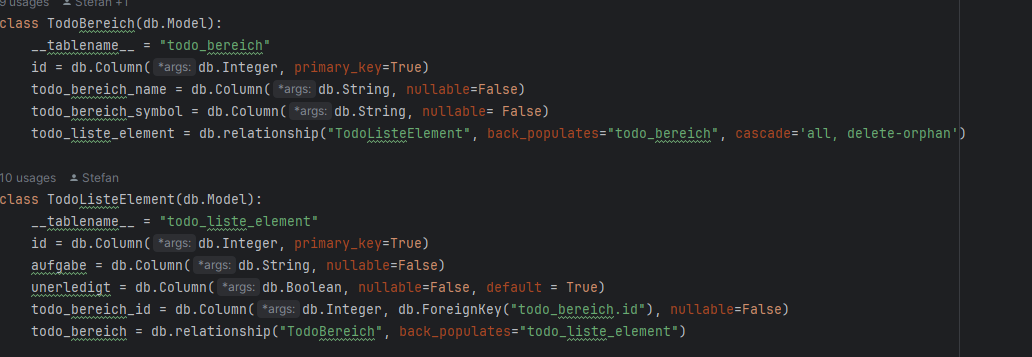 9 usages Stefan +1
class TodoBereich(db.Model):
__tablename__ = "todo_bereich"
id = db.Column( *args: db.Integer, primary_key=True)
todo_bereich_name = db.Column( *args: db.String, nullable=False)
todo_bereich_symbol = db.Column( *args: db.String, nullable= False)
todo_liste_element = db.relationship("TodoListeElement", back_populates="todo_bereich", cascade='all, delete-orphan')
10 usages Stefan
class TodoListeElement(db.Model):
__tablename__ = "todo_liste_element"
id = db.Column( *args: db.Integer, primary_key=True)
aufgabe = db.Column( *args: db.String, nullable=False)
unerledigt = db.Column( *args: db.Boolean, nullable=False, default = True)
todo_bereich_id = db.Column( *args: db.Integer, db.ForeignKey("todo_bereich.id"), nullable=False)
todo_bereich = db.relationship("TodoBereich", back_populates="todo_liste_element")